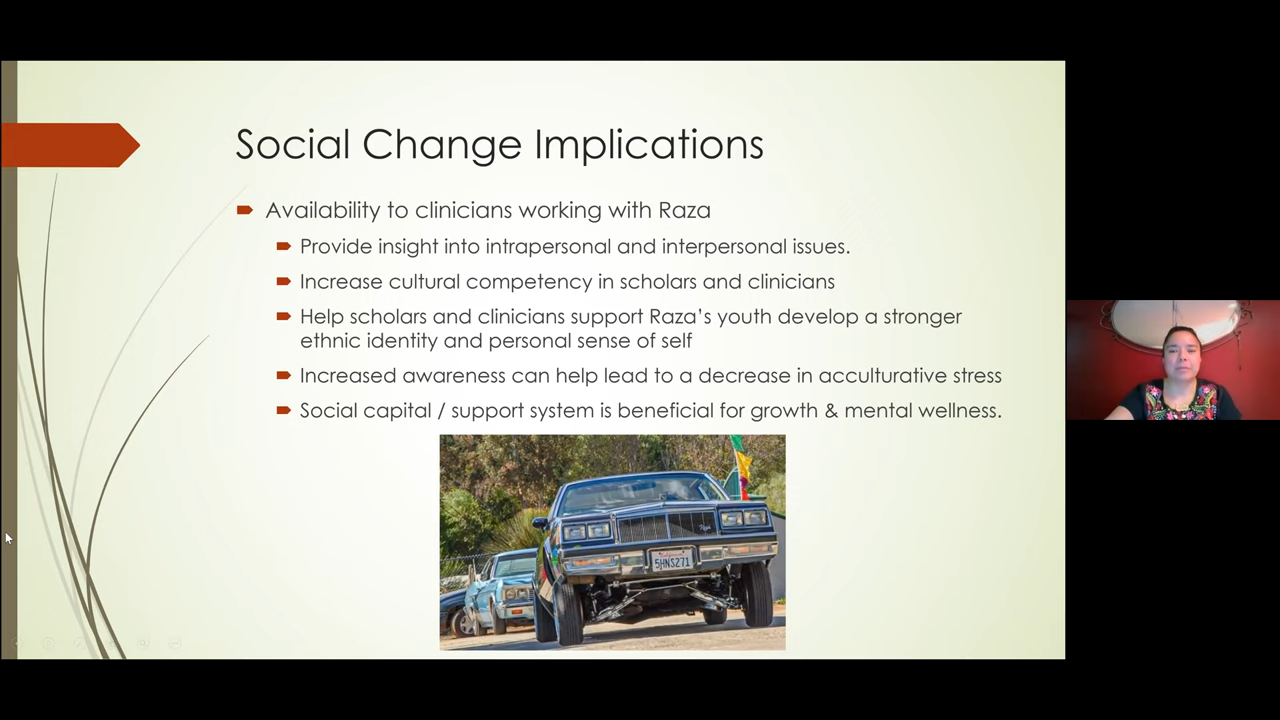 Social Change Implications
Availability to clinicians working with Raza
Provide insight into intrapersonal and interpersonal issues.
Increase cultural competency in scholars and clinicians
Help scholars and clinicians support Raza's youth develop a stronger
ethnic identity and personal sense of self
Increased awareness can help lead to a decrease in acculturative stress
Social capital / support system is beneficial for growth & mental wellness.
5HNS271